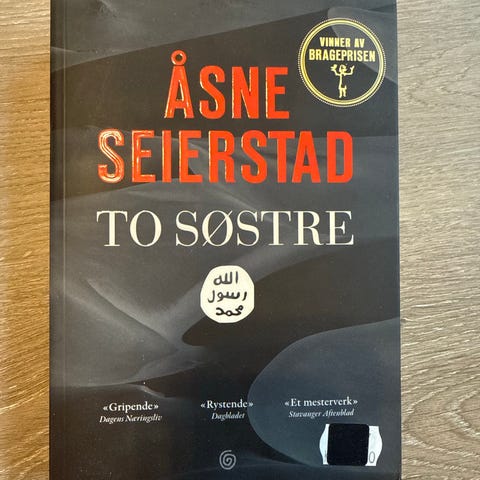 VINNER AV
BRAGEPRISEN
ÅSNE
SEIERSTAD
TO SØSTRE
الله
رسول
محمد
«Gripende»
Dagens Næringsliv
«Rystende»
Dagbladet
«Et mesterverk»
Stavanger Aftenblad